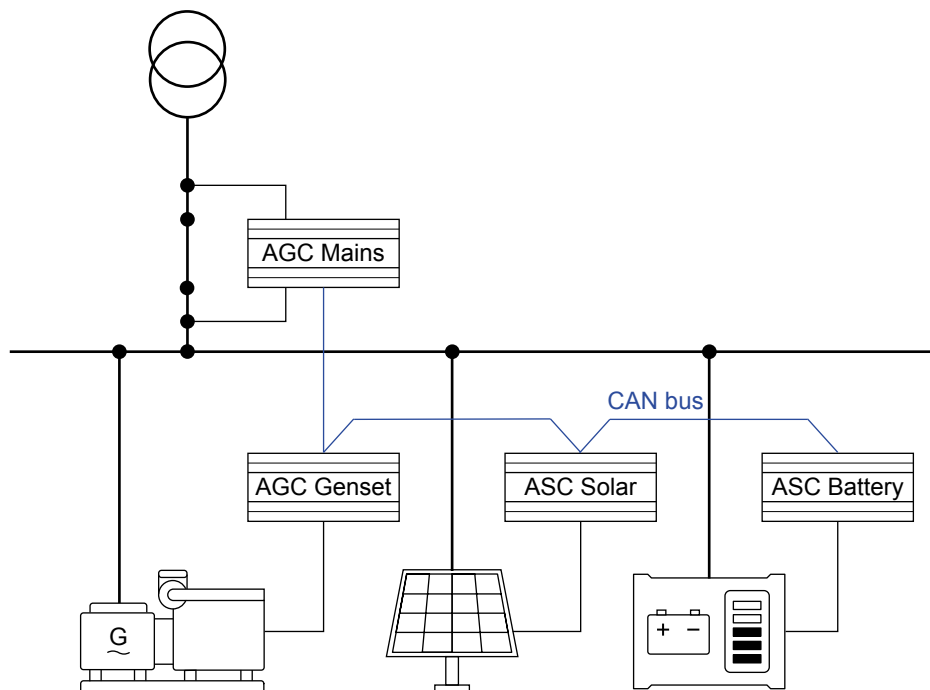 AGC Mains
CAN bus
AGC Genset
ASC Solar
ASC Battery
G
~
+ −